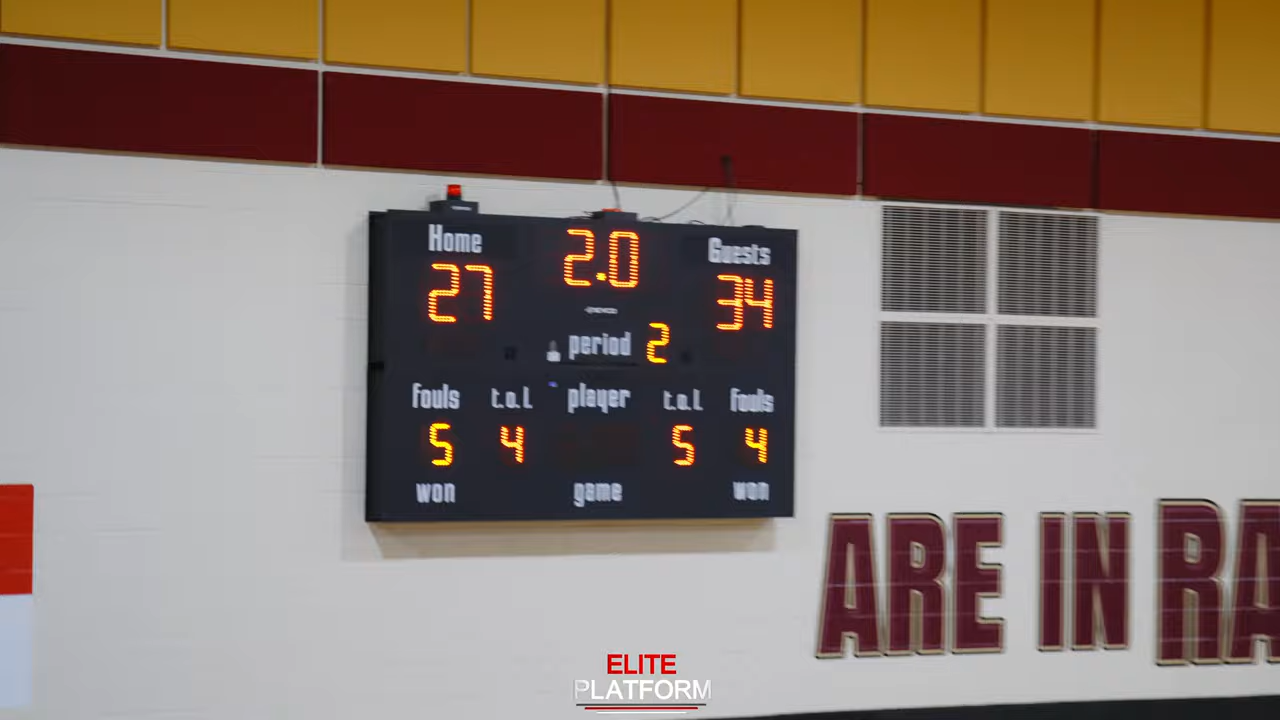 Home 2.0 Guests
27 34
period 2
fouls t.o.l. player t.o.l. fouls
5 4 5 4
won game won
ARE IN RA
ELITE
PLATFORM